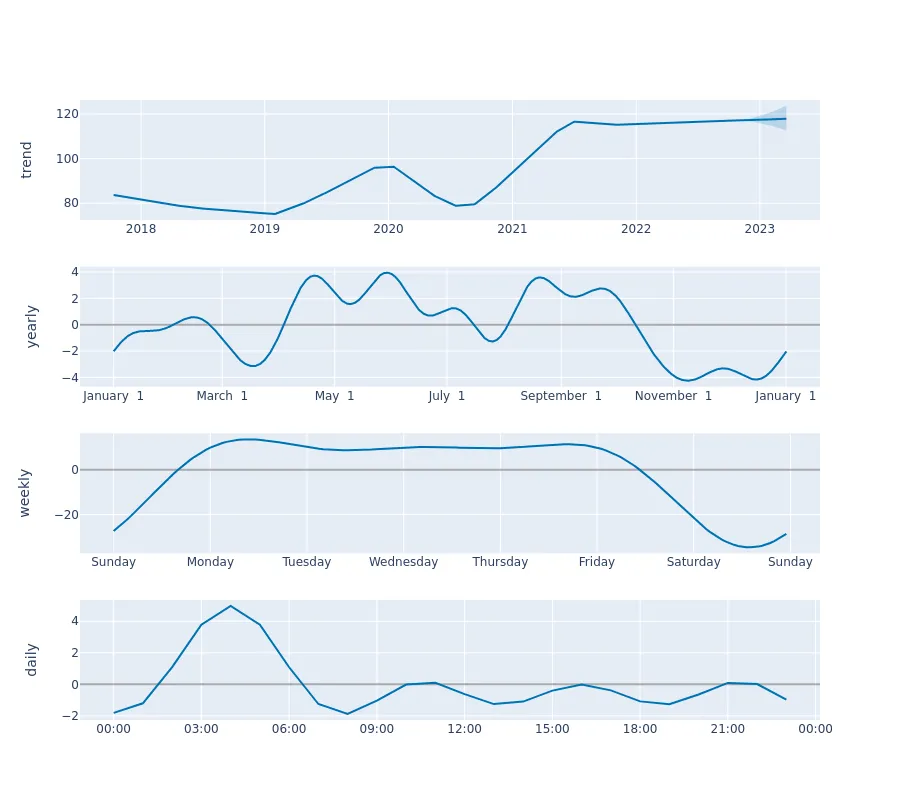 trend
120
100
80
2018 2019 2020 2021 2022 2023
yearly
4
2
0
−2
−4
January 1 March 1 May 1 July 1 September 1 November 1 January 1
weekly
0
−20
Sunday Monday Tuesday Wednesday Thursday Friday Saturday Sunday
daily
4
2
0
−2
00:00 03:00 06:00 09:00 12:00 15:00 18:00 21:00 00:00